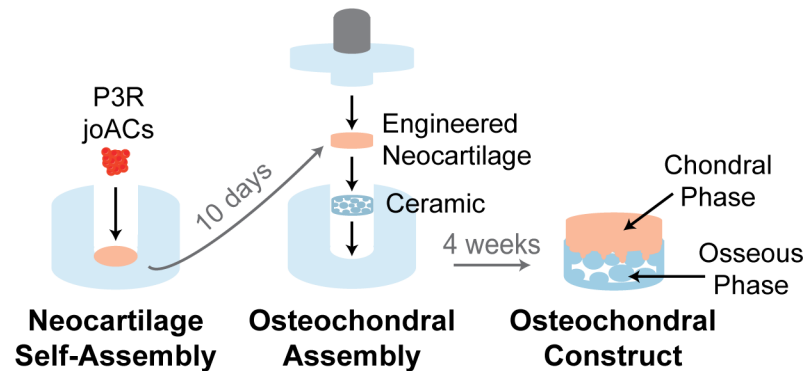 P3R
joACs
10 days
Neocartilage
Self-Assembly
Engineered
Neocartilage
Ceramic
4 weeks
Osteochondral
Assembly
Chondral
Phase
Osseous
Phase
Osteochondral
Construct